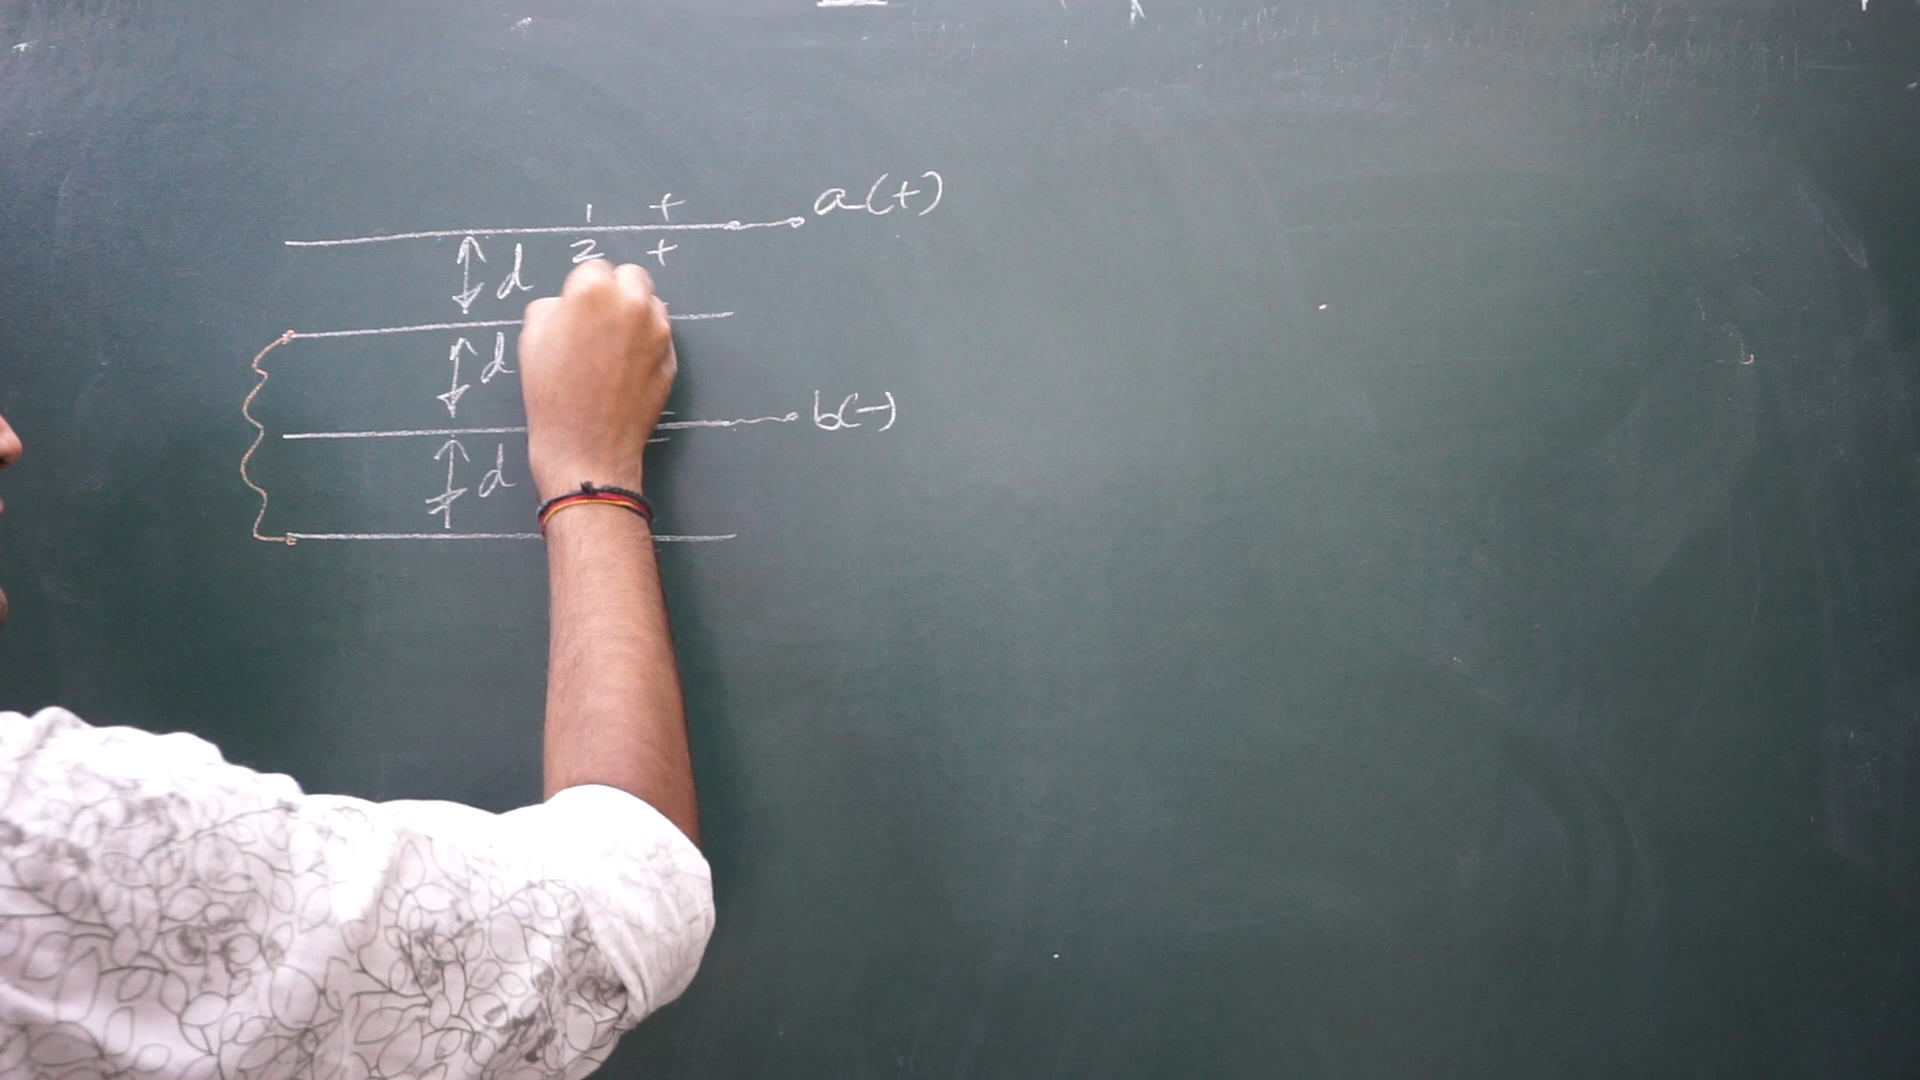 1 + a(+)
2 + 
d
d
b(-)
d